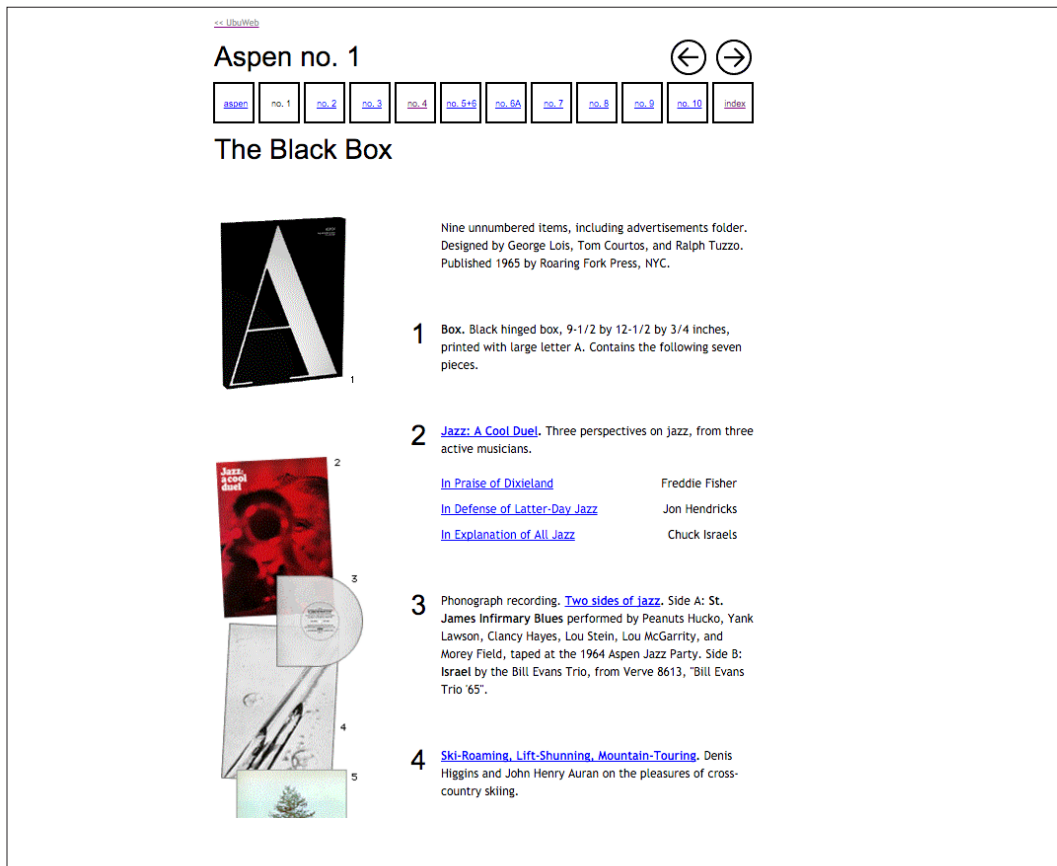 << UbuWeb
Aspen no. 1
aspen
no. 1
no. 2
no. 3
no. 4
no. 5+6
no. 6A
no. 7
no. 8
no. 9
no. 10
index
The Black Box
Nine unnumbered items, including advertisements folder.
Designed by George Lois, Tom Courtos, and Ralph Tuzzo.
Published 1965 by Roaring Fork Press, NYC.
A
1
1 Box. Black hinged box, 9-1/2 by 12-1/2 by 3/4 inches,
printed with large letter A. Contains the following seven
pieces.
2 Jazz: A Cool Duel. Three perspectives on jazz, from three
active musicians.
In Praise of Dixieland Freddie Fisher
In Defense of Latter-Day Jazz Jon Hendricks
In Explanation of All Jazz Chuck Israels
Jazz:
a cool
duel
2
3
3 Phonograph recording. Two sides of jazz. Side A: St.
James Infirmary Blues performed by Peanuts Hucko, Yank
Lawson, Clancy Hayes, Lou Stein, Lou McGarrity, and
Morey Field, taped at the 1964 Aspen Jazz Party. Side B:
Israel by the Bill Evans Trio, from Verve 8613, "Bill Evans
Trio '65".
4
4 Ski-Roaming, Lift-Shunning, Mountain-Touring. Denis
Higgins and John Henry Auran on the pleasures of cross-
country skiing.
5